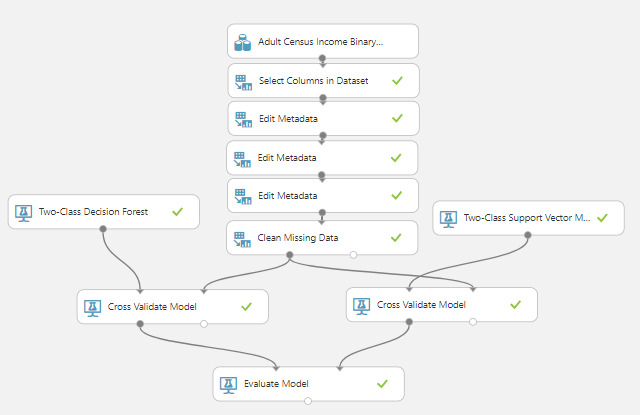 Adult Census Income Binary...
Select Columns in Dataset
Edit Metadata
Edit Metadata
Edit Metadata
Two-Class Decision Forest
Two-Class Support Vector M...
Clean Missing Data
Cross Validate Model
Cross Validate Model
Evaluate Model